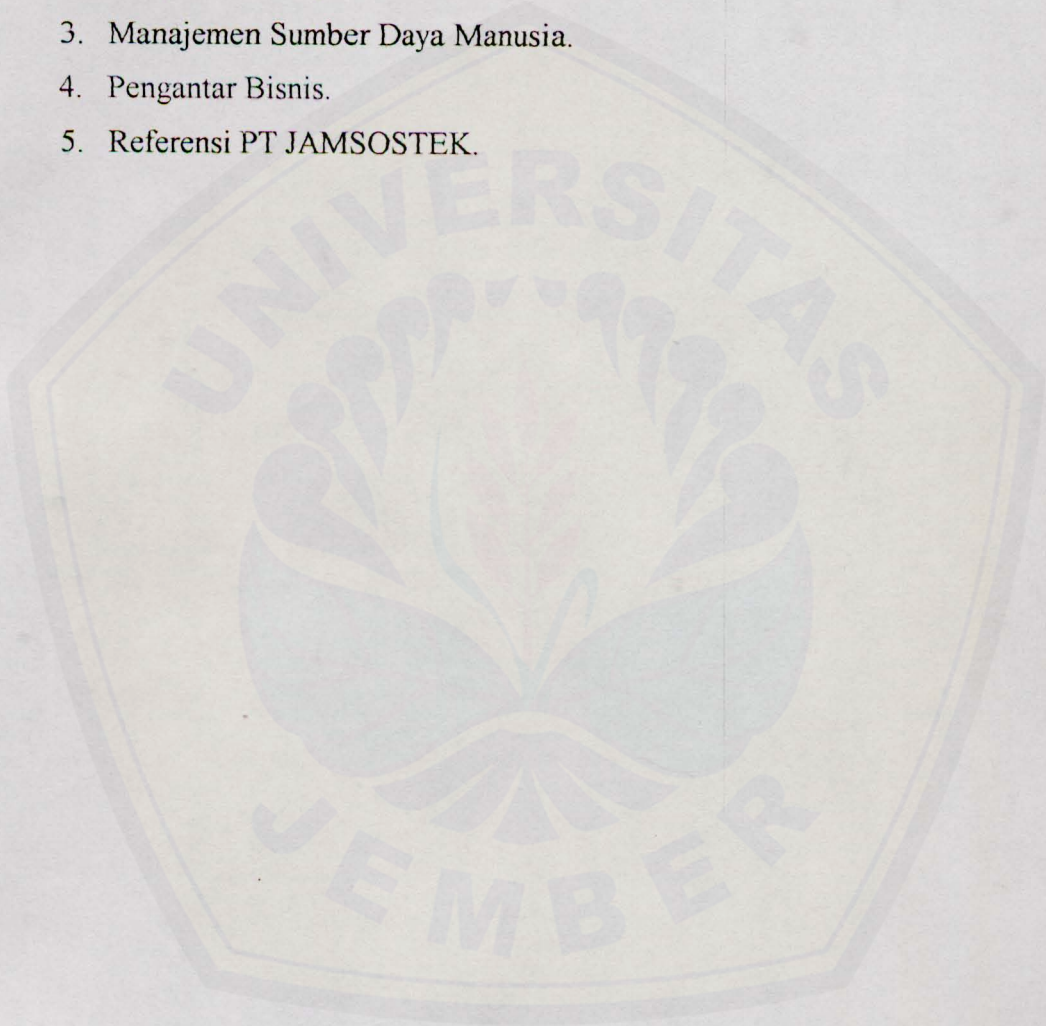 3. Manajemen Sumber Daya Manusia.
4. Pengantar Bisnis.
5. Referensi PT JAMSOSTEK.
UNIVERSITAS
JEMBER